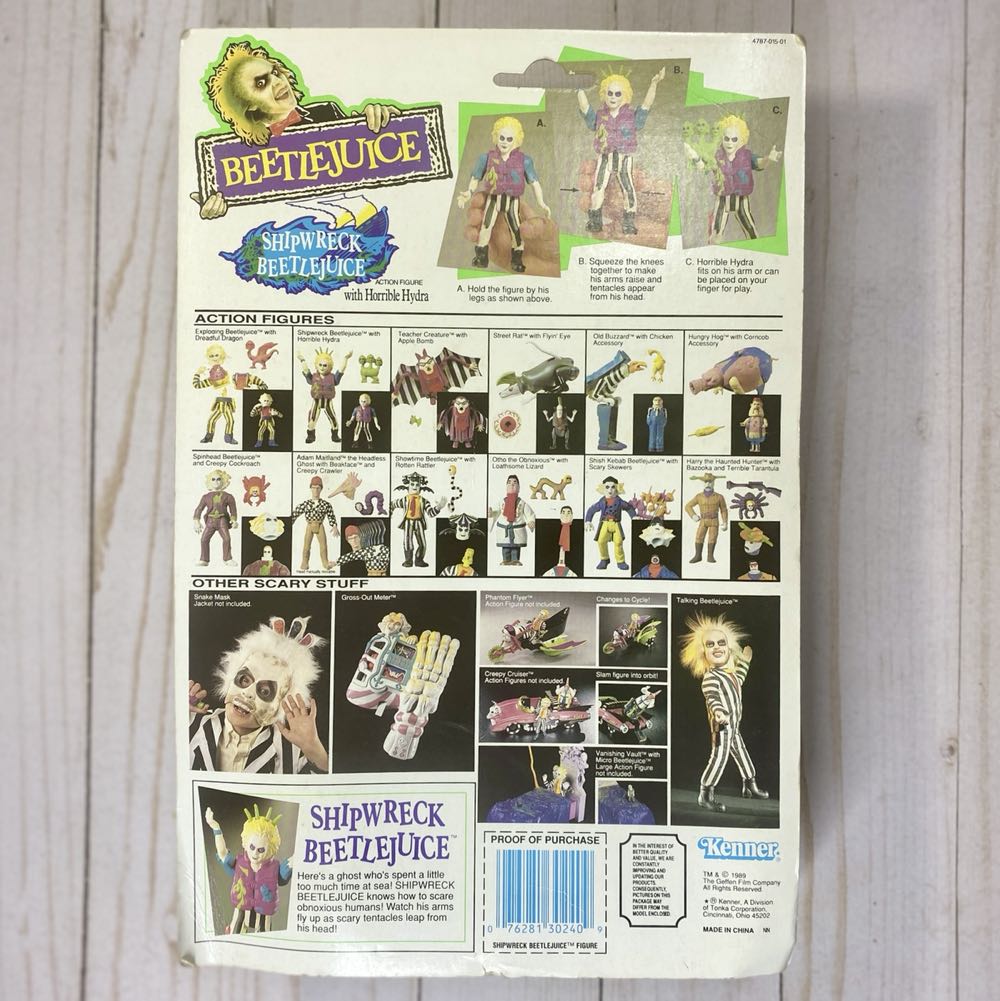 4787-015-01
BEETLEJUICE
SHIPWRECK
BEETLEJUICE
ACTION FIGURE
with Horrible Hydra
A.
B.
C.
A. Hold the figure by his
legs as shown above.
B. Squeeze the knees
together to make
his arms raise and
tentacles appear
from his head.
C. Horrible Hydra
fits on his arm or can
be placed on your
finger for play.
ACTION FIGURES
Exploding Beetlejuice™ with
Dreadful Dragon
Shipwreck Beetlejuice™ with
Horrible Hydra
Teacher Creature™ with
Apple Bomb
Street Rat™ with Flyin' Eye
Old Buzzard™ with Chicken
Accessory
Hungry Hog™ with Corncob
Accessory
Spinhead Beetlejuice™
and Creepy Cockroach
Adam Maitland™ the Headless
Ghost with Beakface™ and
Creepy Crawler
Head manually removable
Showtime Beetlejuice™ with
Rotten Rattler
Otho the Obnoxious™ with
Loathsome Lizard
Shish Kebab Beetlejuice™ with
Scary Skewers
Harry the Haunted Hunter™ with
Bazooka and Terrible Tarantula
OTHER SCARY STUFF
Snake Mask
Jacket not included.
Gross-Out Meter™
Phantom Flyer™
Action Figure not included.
Changes to Cycle!
Creepy Cruiser™
Action Figures not included.
Slam figure into orbit!
Vanishing Vault™ with
Micro Beetlejuice™
Large Action Figure
not included.
Talking Beetlejuice™
SHIPWRECK
BEETLEJUICE™
Here's a ghost who's spent a little
too much time at sea! SHIPWRECK
BEETLEJUICE knows how to scare
obnoxious humans! Watch his arms
fly up as scary tentacles leap from
his head!
PROOF OF PURCHASE
0 76281 30240 9
SHIPWRECK BEETLEJUICE™ FIGURE
IN THE INTEREST OF
BETTER QUALITY
AND VALUE, WE ARE
CONSTANTLY
IMPROVING AND
UPDATING OUR
PRODUCTS.
CONSEQUENTLY,
PICTURES ON THIS
PACKAGE MAY
DIFFER FROM THE
MODEL ENCLOSED.
Kenner®
TM & © 1989
The Geffen Film Company
All Rights Reserved
★® Kenner, A Division
of Tonka Corporation,
Cincinnati, Ohio 45202
MADE IN CHINA NN